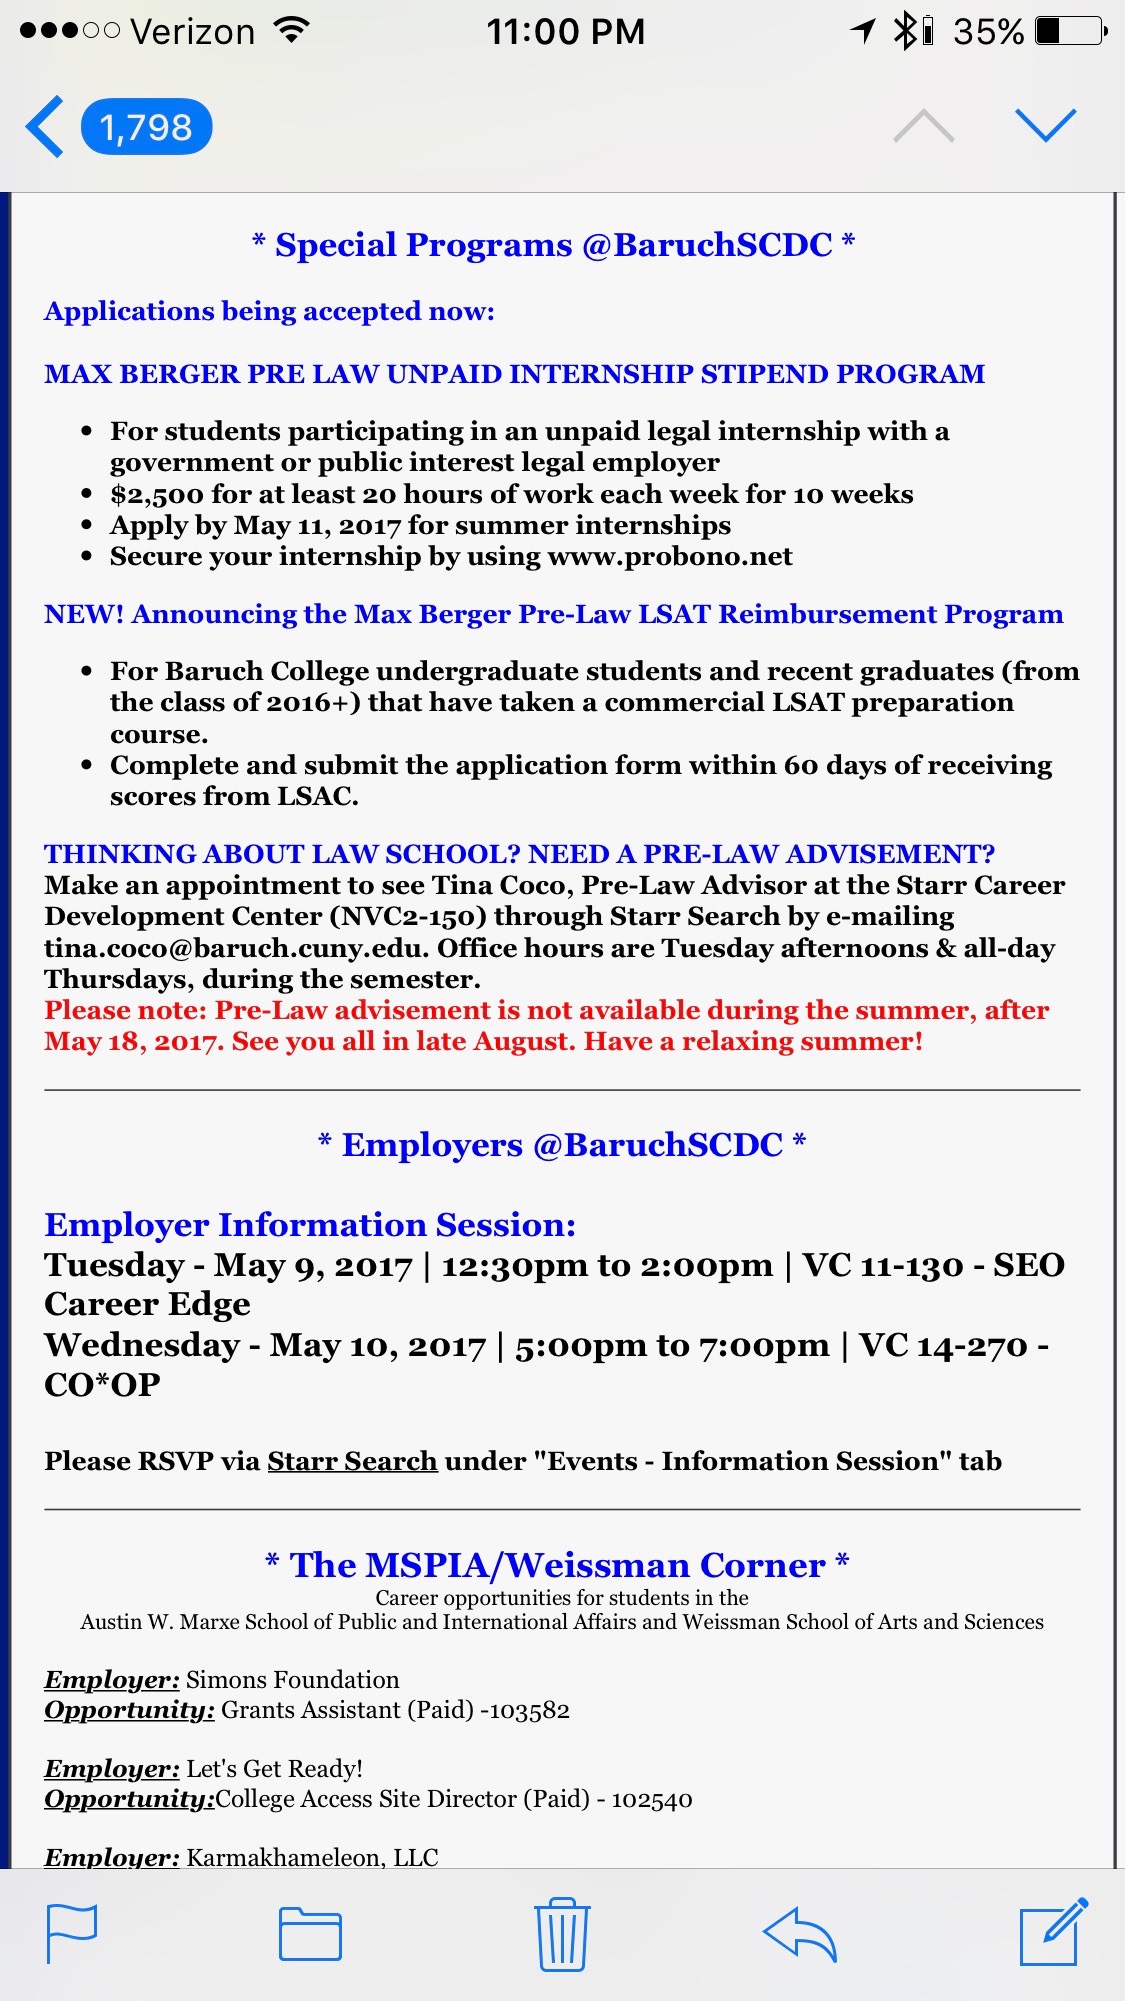 Verizon 11:00 PM 35%
1,798
* Special Programs @BaruchSCDC *
Applications being accepted now:
MAX BERGER PRE LAW UNPAID INTERNSHIP STIPEND PROGRAM
• For students participating in an unpaid legal internship with a
government or public interest legal employer
• $2,500 for at least 20 hours of work each week for 10 weeks
• Apply by May 11, 2017 for summer internships
• Secure your internship by using www.probono.net
NEW! Announcing the Max Berger Pre-Law LSAT Reimbursement Program
• For Baruch College undergraduate students and recent graduates (from
the class of 2016+) that have taken a commercial LSAT preparation
course.
• Complete and submit the application form within 60 days of receiving
scores from LSAC.
THINKING ABOUT LAW SCHOOL? NEED A PRE-LAW ADVISEMENT?
Make an appointment to see Tina Coco, Pre-Law Advisor at the Starr Career
Development Center (NVC2-150) through Starr Search by e-mailing
tina.coco@baruch.cuny.edu. Office hours are Tuesday afternoons & all-day
Thursdays, during the semester.
Please note: Pre-Law advisement is not available during the summer, after
May 18, 2017. See you all in late August. Have a relaxing summer!
* Employers @BaruchSCDC *
Employer Information Session:
Tuesday - May 9, 2017 | 12:30pm to 2:00pm | VC 11-130 - SEO
Career Edge
Wednesday - May 10, 2017 | 5:00pm to 7:00pm | VC 14-270 -
CO*OP
Please RSVP via Starr Search under "Events - Information Session" tab
* The MSPIA/Weissman Corner *
Career opportunities for students in the
Austin W. Marxe School of Public and International Affairs and Weissman School of Arts and Sciences
Employer: Simons Foundation
Opportunity: Grants Assistant (Paid) -103582
Employer: Let's Get Ready!
Opportunity:College Access Site Director (Paid) - 102540
Employer: Karmakhameleon, LLC